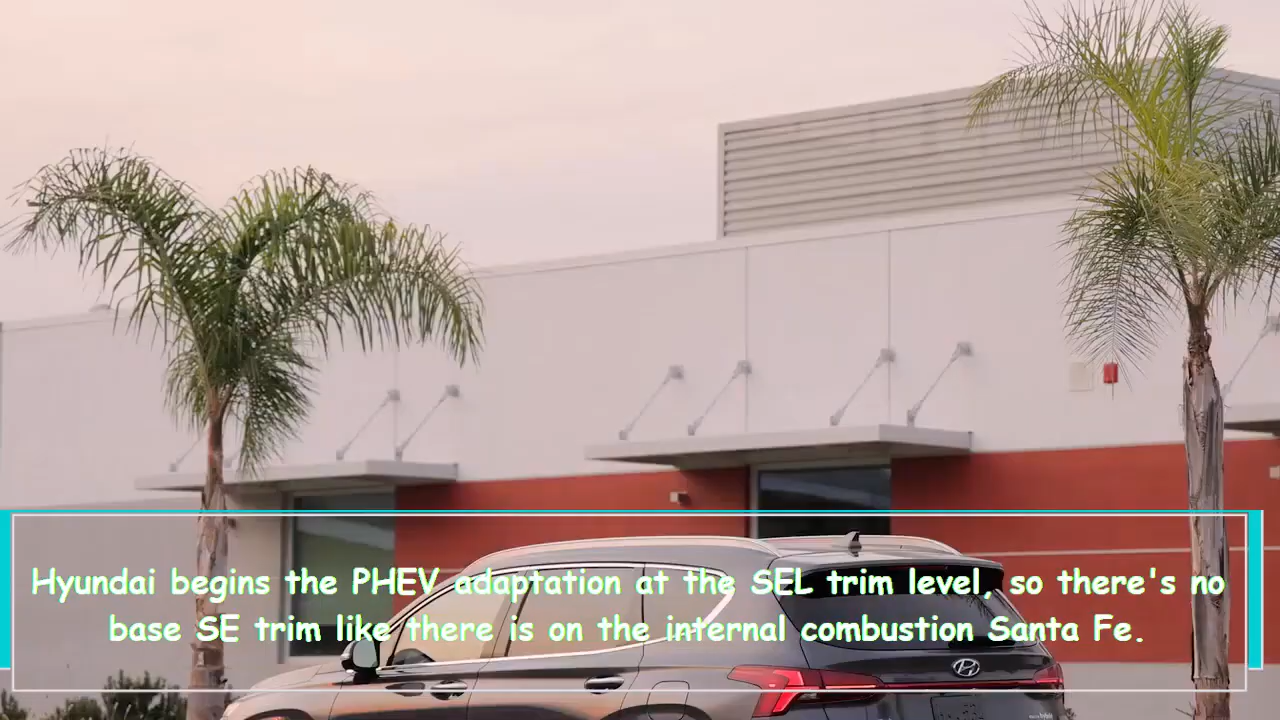 Hyundai begins the PHEV adaptation at the SEL trim level, so there's no
base SE trim like there is on the internal combustion Santa Fe.